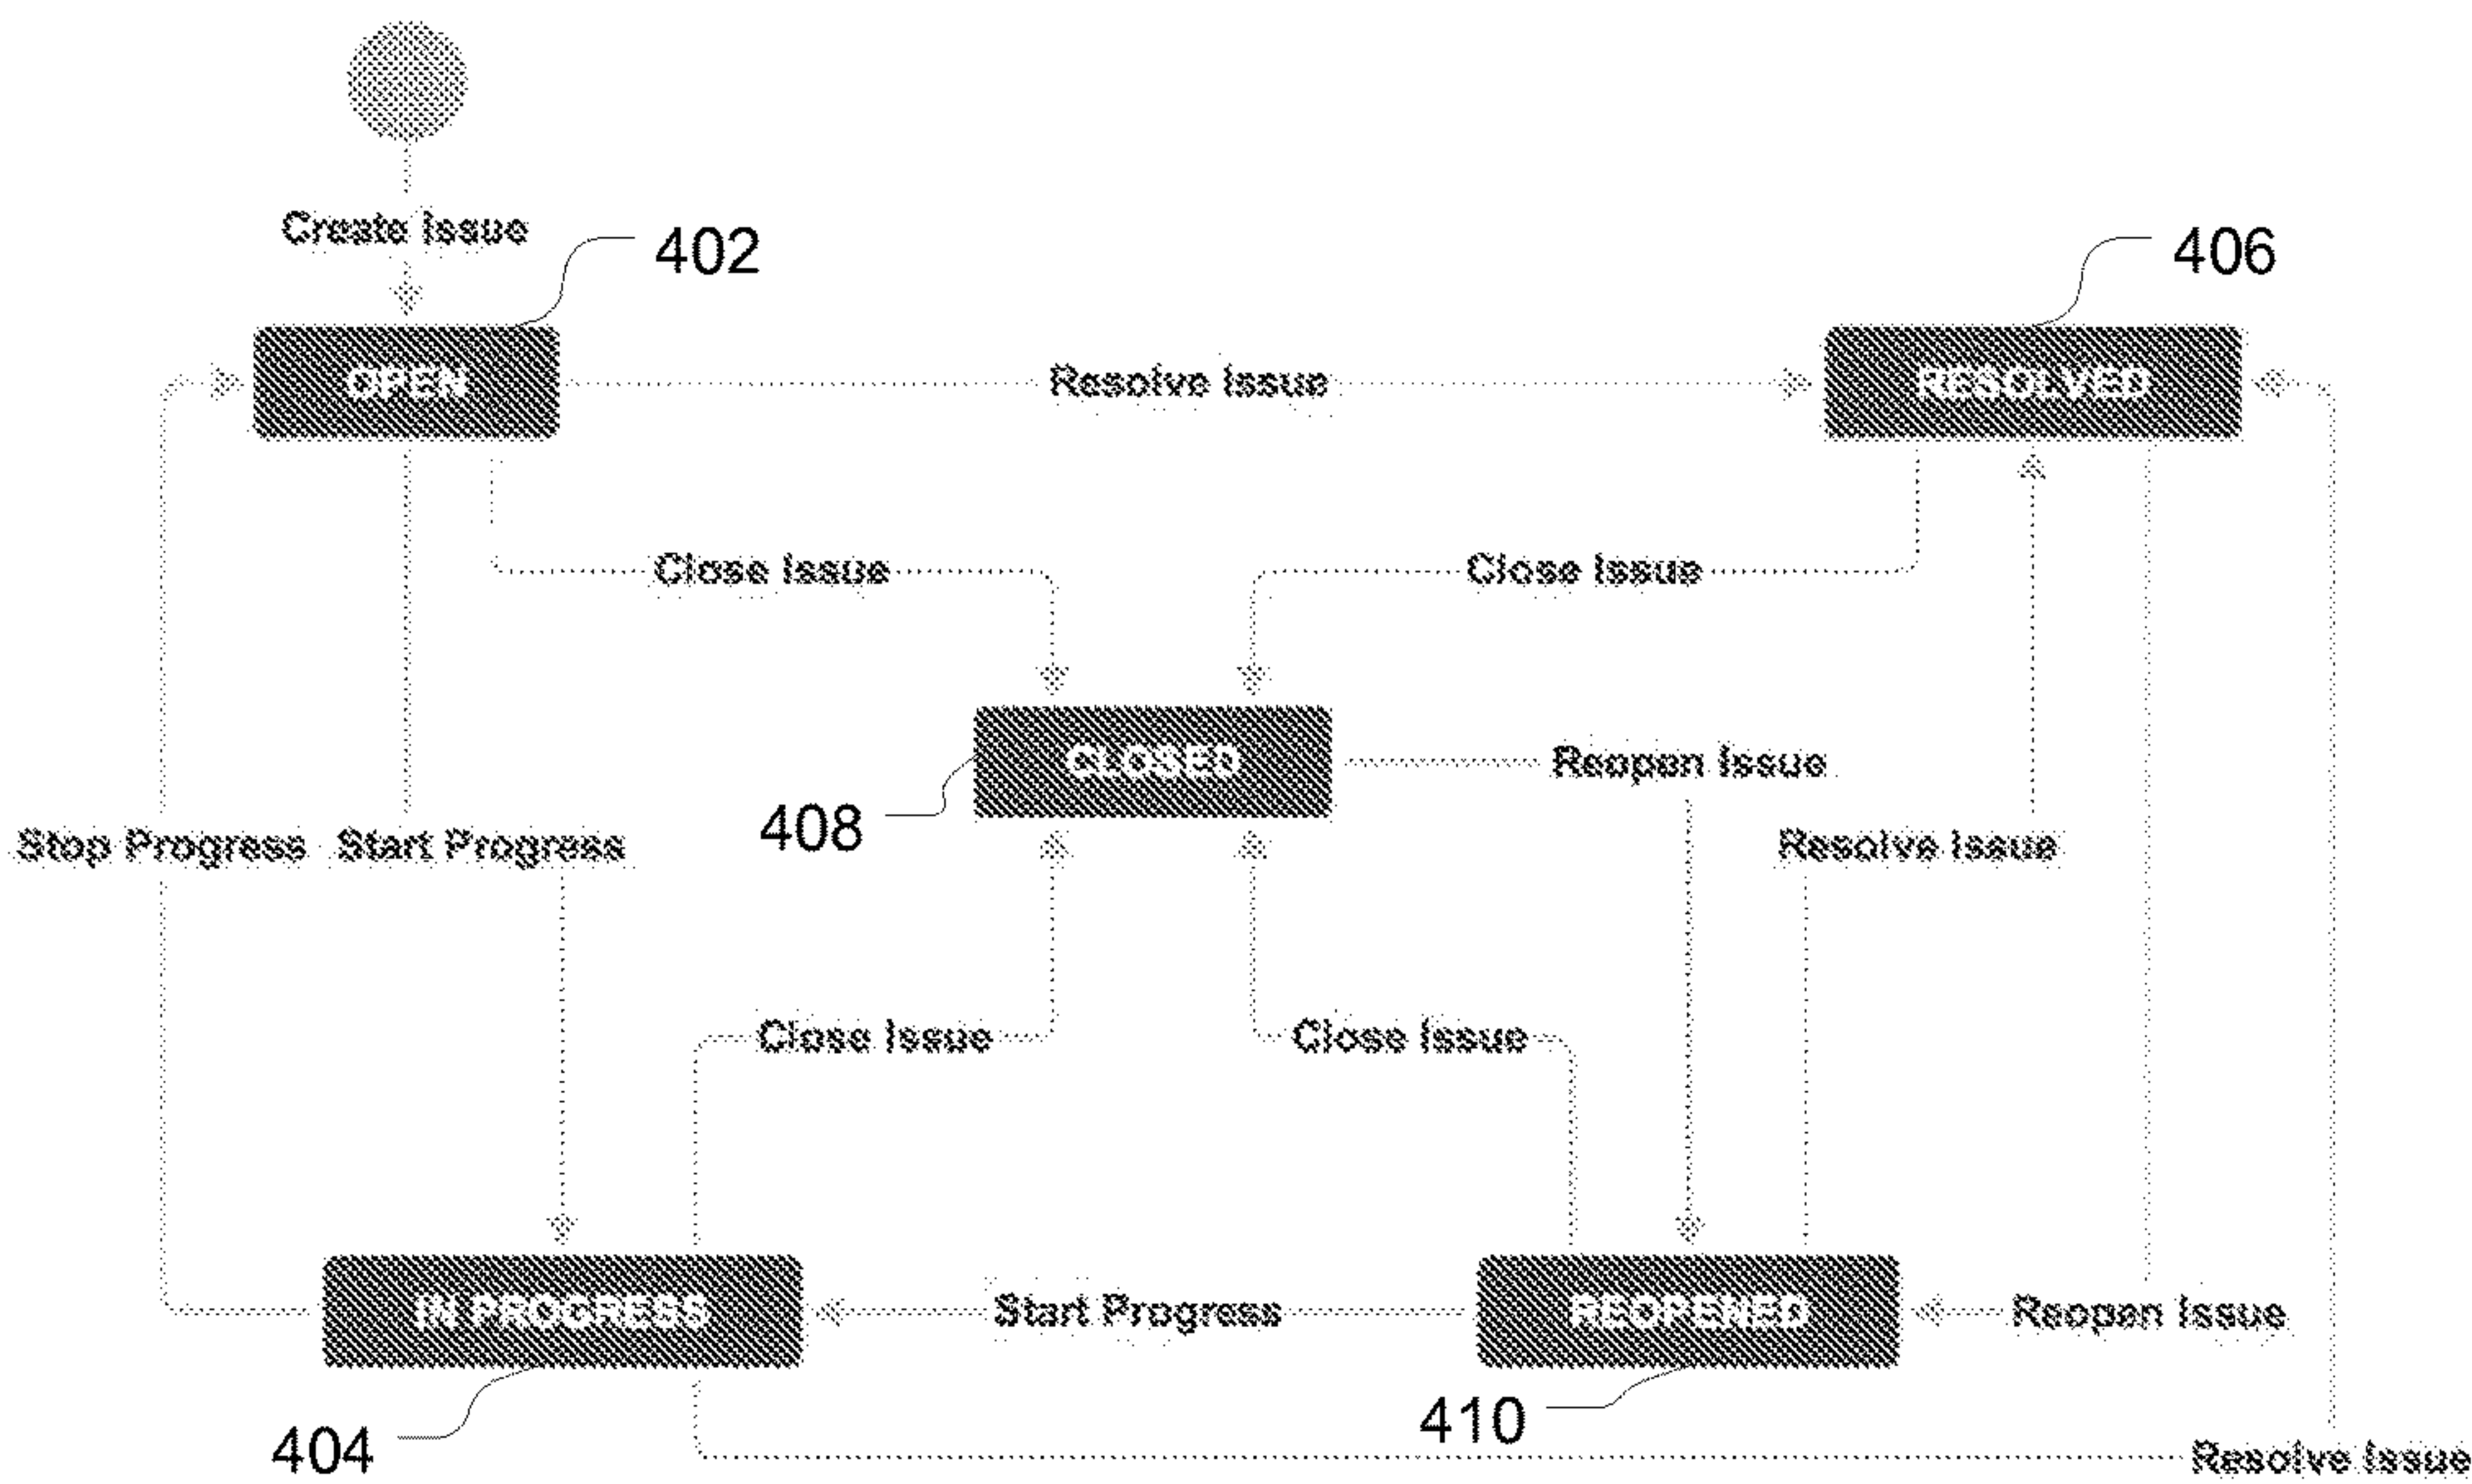 Create Issue
402
406
OPEN
Resolve Issue
RESOLVED
Close Issue
Close Issue
CLOSED
Reopen Issue
408
Stop Progress
Start Progress
Resolve Issue
Close Issue
Close Issue
IN PROGRESS
Start Progress
REOPENED
Reopen Issue
404
410
Resolve Issue